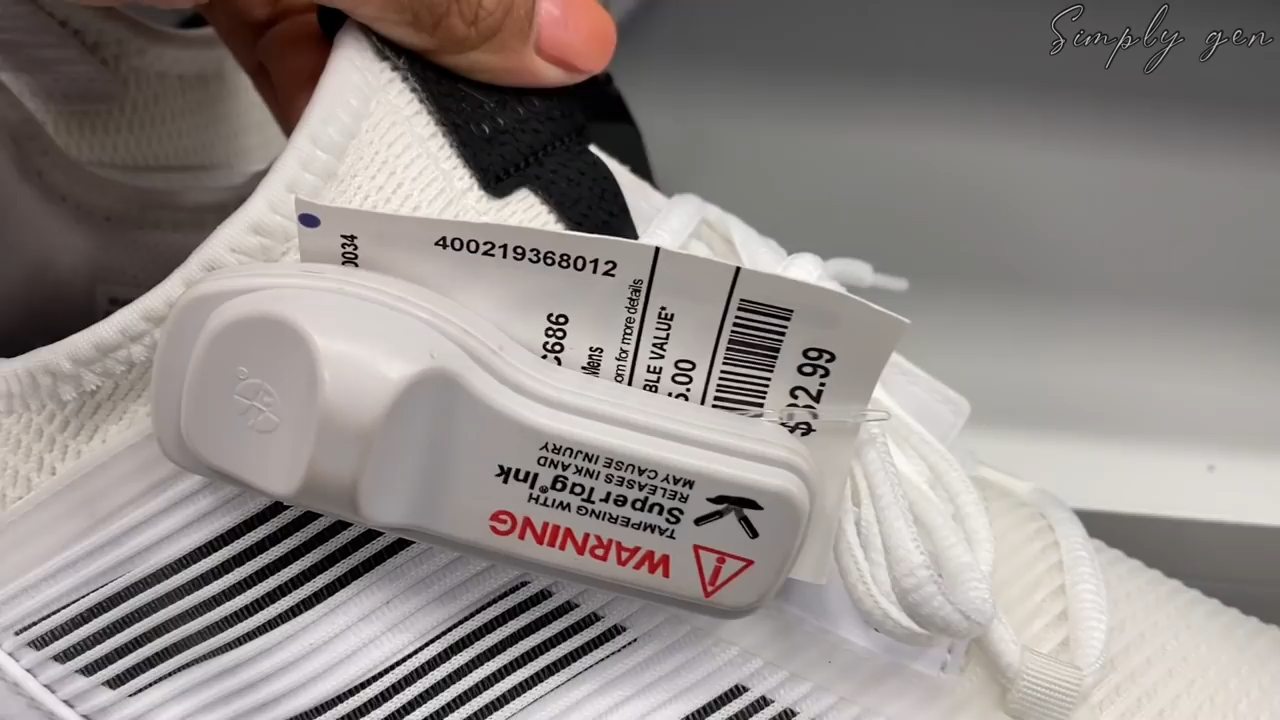 Simply gen
400219368012
0034
686
Mens
om for more details
BLE VALUE*
5.00
$32.99
WARNING
TAMPERING WITH
SuperTag® Ink
RELEASES INK AND
MAY CAUSE INJURY